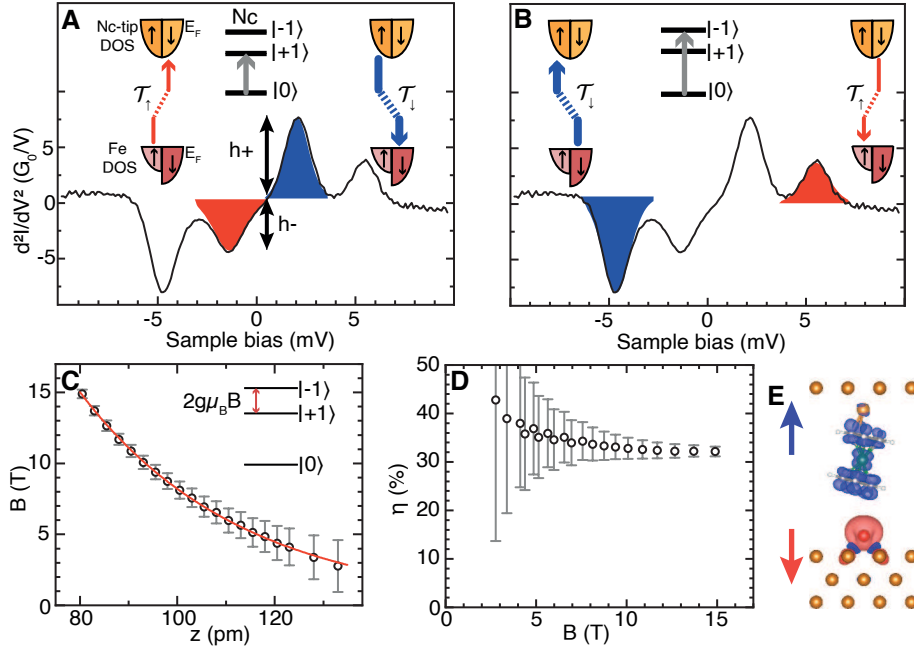 A
Nc-tip
DOS
↑ ↓
E_F
Nc
|-1⟩
|+1⟩
|0⟩
↑ ↓
𝒯↑
𝒯↓
Fe
DOS
↑ ↓
E_F
↑ ↓
h+
h-
d²I/dV² (G₀/V)
5
0
-5
-5
0
5
Sample bias (mV)
B
↑ ↓
|-1⟩
|+1⟩
|0⟩
↑ ↓
𝒯↓
𝒯↑
↑ ↓
↑ ↓
-5
0
5
Sample bias (mV)
C
2gμ_B B
|-1⟩
|+1⟩
|0⟩
B (T)
15
10
5
0
80
100
120
z (pm)
D
η (%)
50
40
30
20
10
0
0
5
10
15
B (T)
E